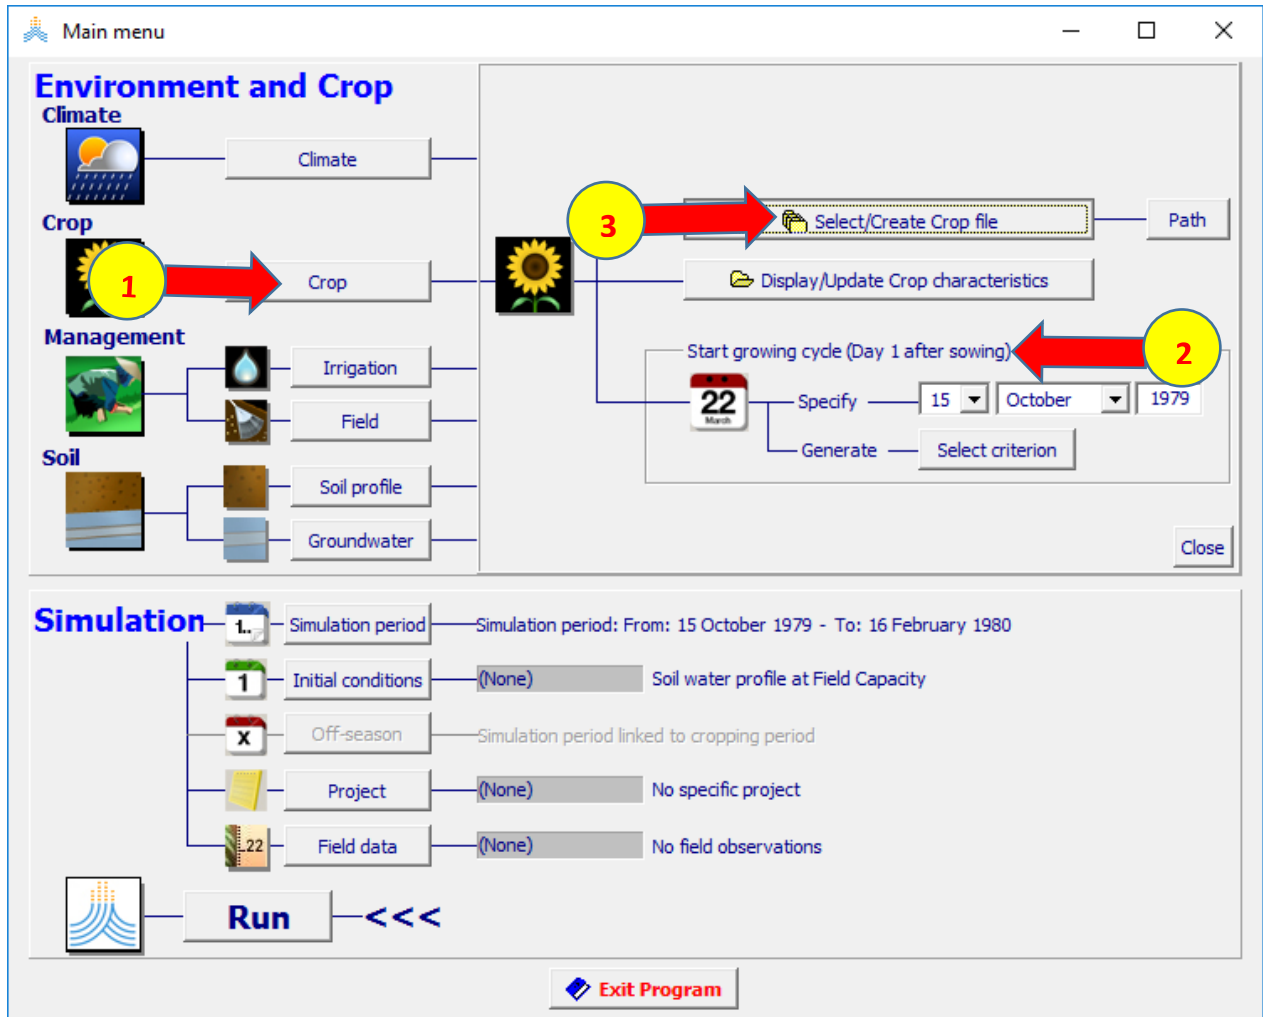 Main menu
Environment and Crop
Climate
Climate
Crop
1
Crop
Management
Irrigation
Field
Soil
Soil profile
Groundwater
3
Select/Create Crop file
Path
Display/Update Crop characteristics
Start growing cycle (Day 1 after sowing)
2
22
March
Specify
15
October
1979
Generate
Select criterion
Close
Simulation
1..
Simulation period
Simulation period: From: 15 October 1979 - To: 16 February 1980
1
Initial conditions
(None)
Soil water profile at Field Capacity
X
Off-season
Simulation period linked to cropping period
Project
(None)
No specific project
22
Field data
(None)
No field observations
Run
<<<
Exit Program